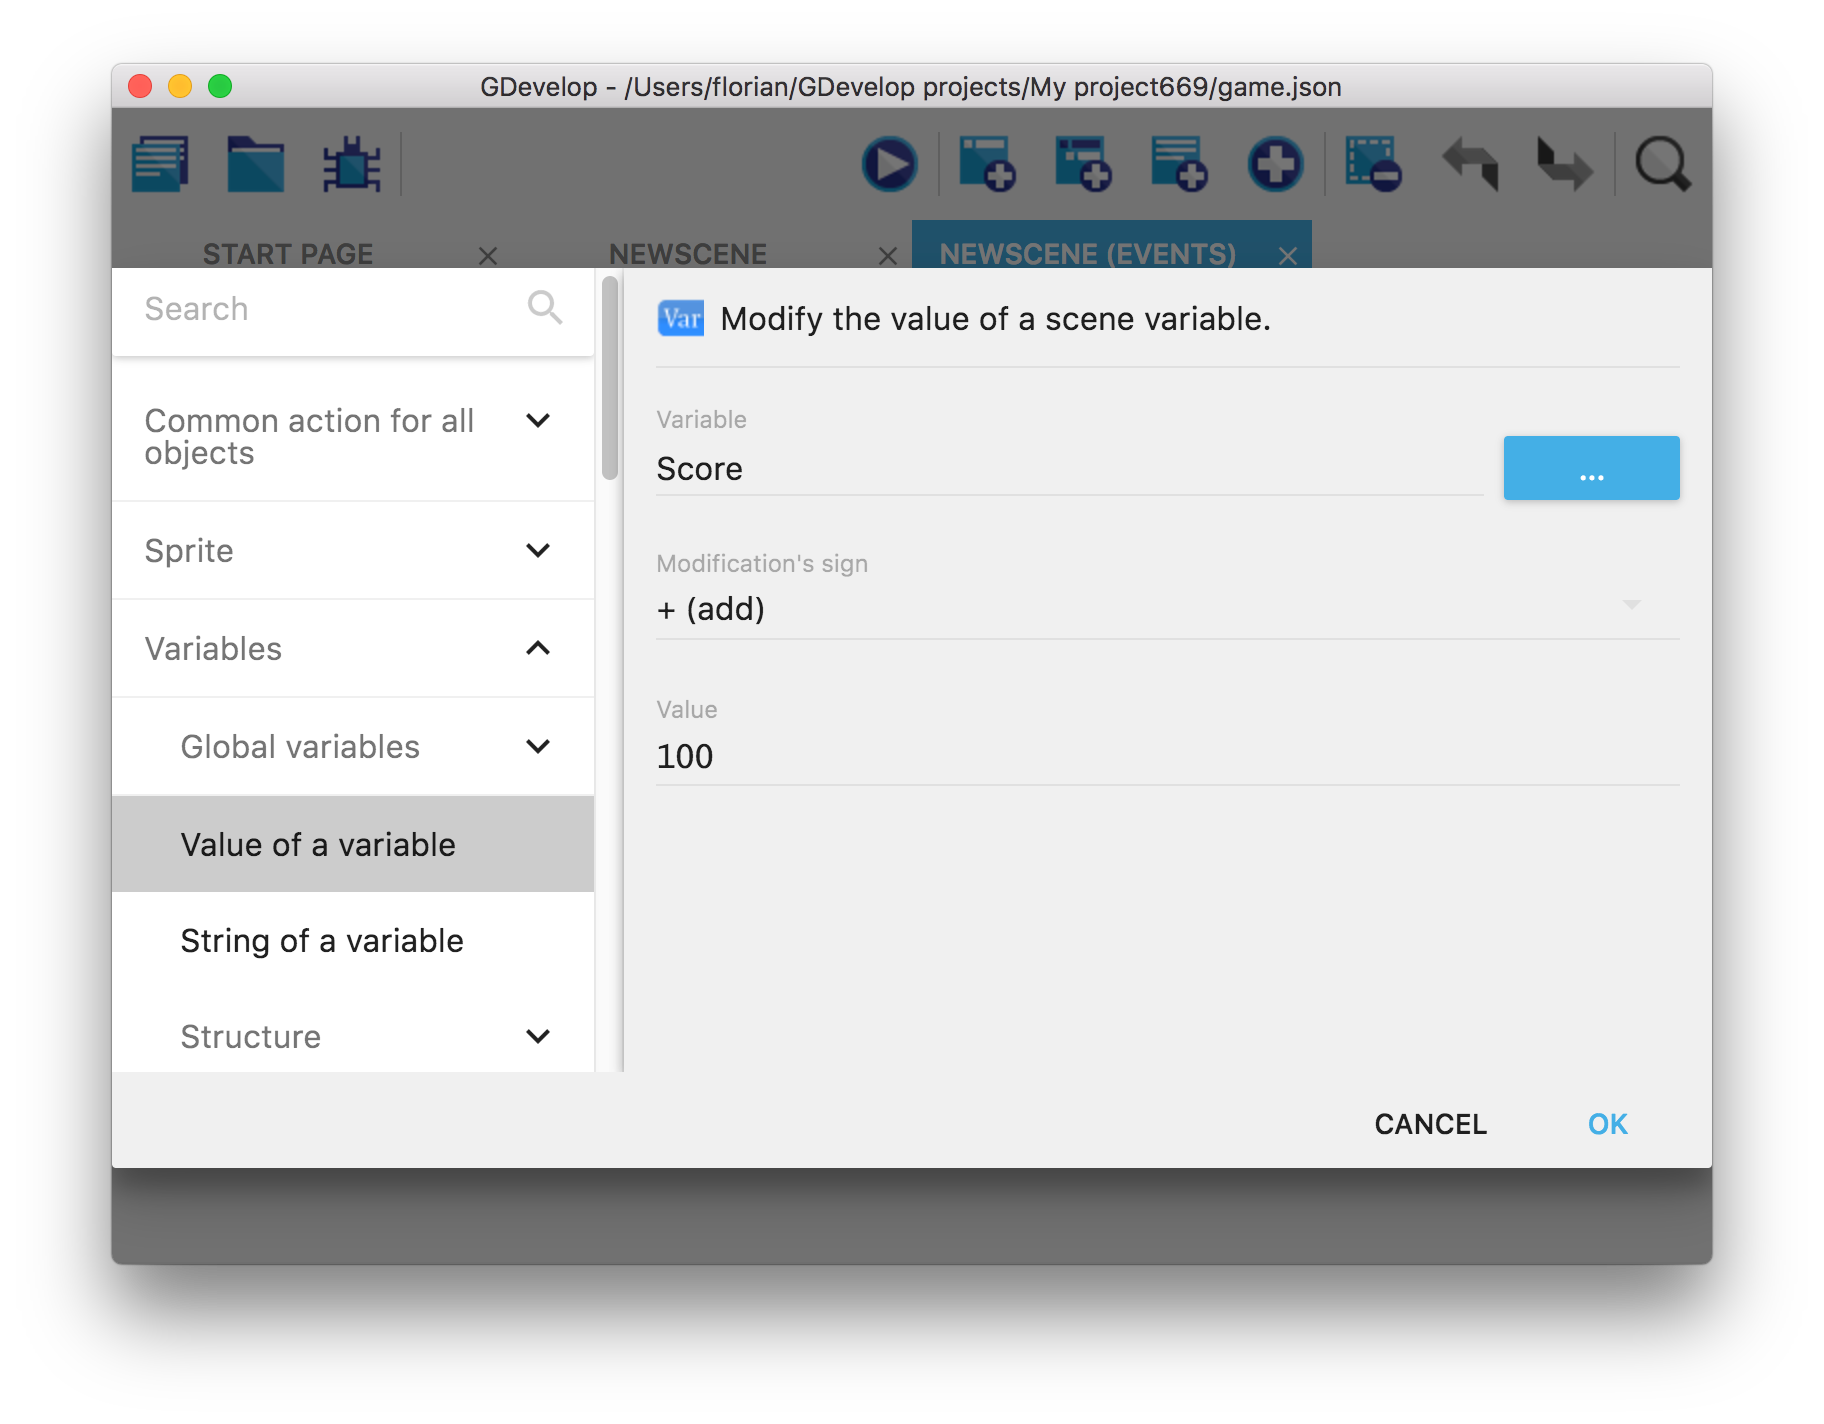 GDevelop - /Users/florian/GDevelop projects/My project669/game.json
START PAGE
NEWSCENE
NEWSCENE (EVENTS)
Search
Common action for all
objects
Sprite
Variables
Global variables
Value of a variable
String of a variable
Structure
Var Modify the value of a scene variable.
Variable
Score
...
Modification's sign
+ (add)
Value
100
CANCEL
OK